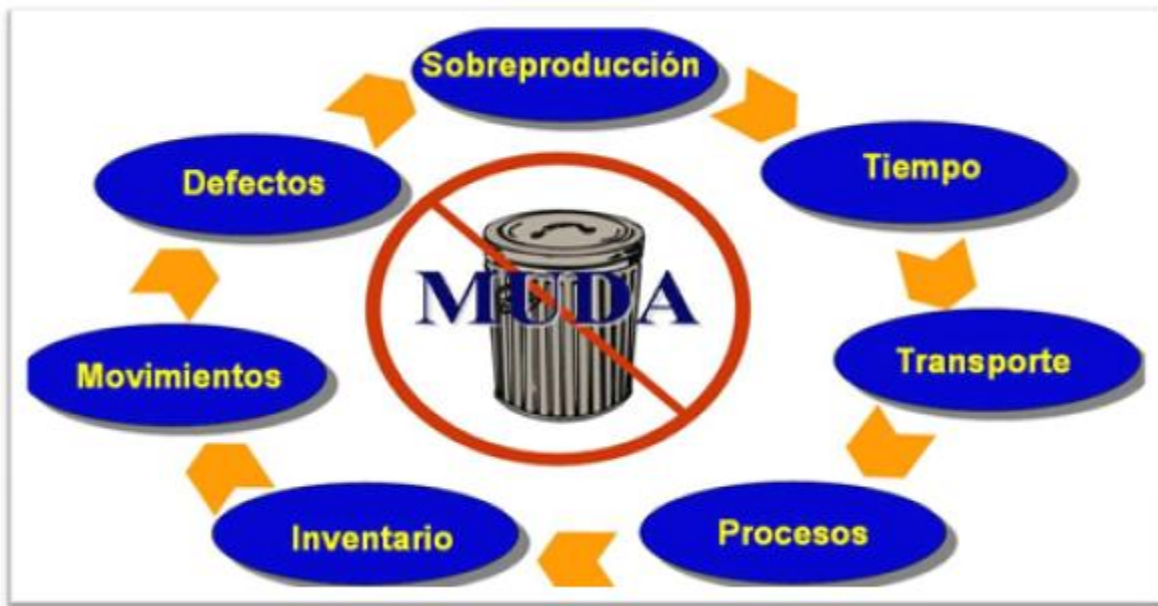 Sobreproducción
Tiempo
Transporte
Procesos
Inventario
Movimientos
Defectos
MUDA